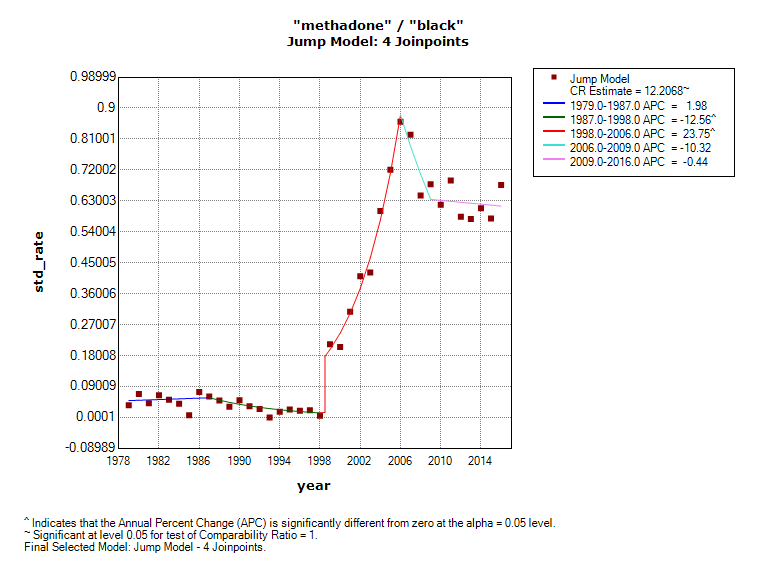 "methadone" / "black"
Jump Model: 4 Joinpoints
0.98999
0.9
0.81001
0.72002
0.63003
0.54004
0.45005
0.36006
0.27007
0.18008
0.09009
0.0001
-0.08989
std_rate
1978 1982 1986 1990 1994 1998 2002 2006 2010 2014
year
Jump Model
CR Estimate = 12.2068~
1979.0-1987.0 APC = 1.98
1987.0-1998.0 APC = -12.56^
1998.0-2006.0 APC = 23.75^
2006.0-2009.0 APC = -10.32
2009.0-2016.0 APC = -0.44
^ Indicates that the Annual Percent Change (APC) is significantly different from zero at the alpha = 0.05 level.
~ Significant at level 0.05 for test of Comparability Ratio = 1.
Final Selected Model: Jump Model - 4 Joinpoints.